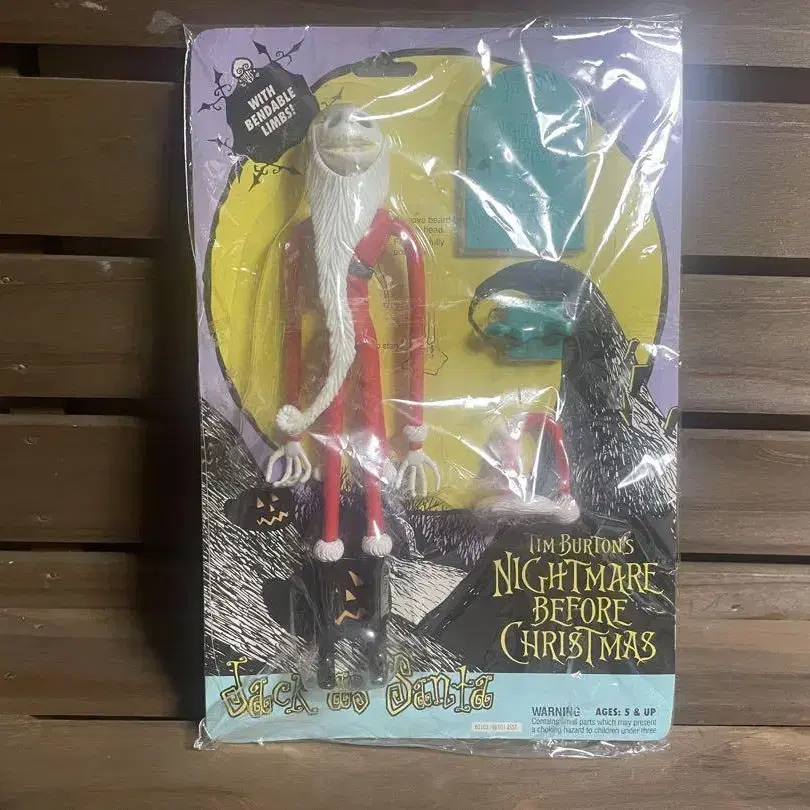 WITH
BENDABLE
LIMBS!
TIM BURTON'S
NIGHTMARE
BEFORE
CHRISTMAS
Jack as Santa
WARNING AGES: 5 & UP
Contains small parts which may present
a choking hazard to children under three